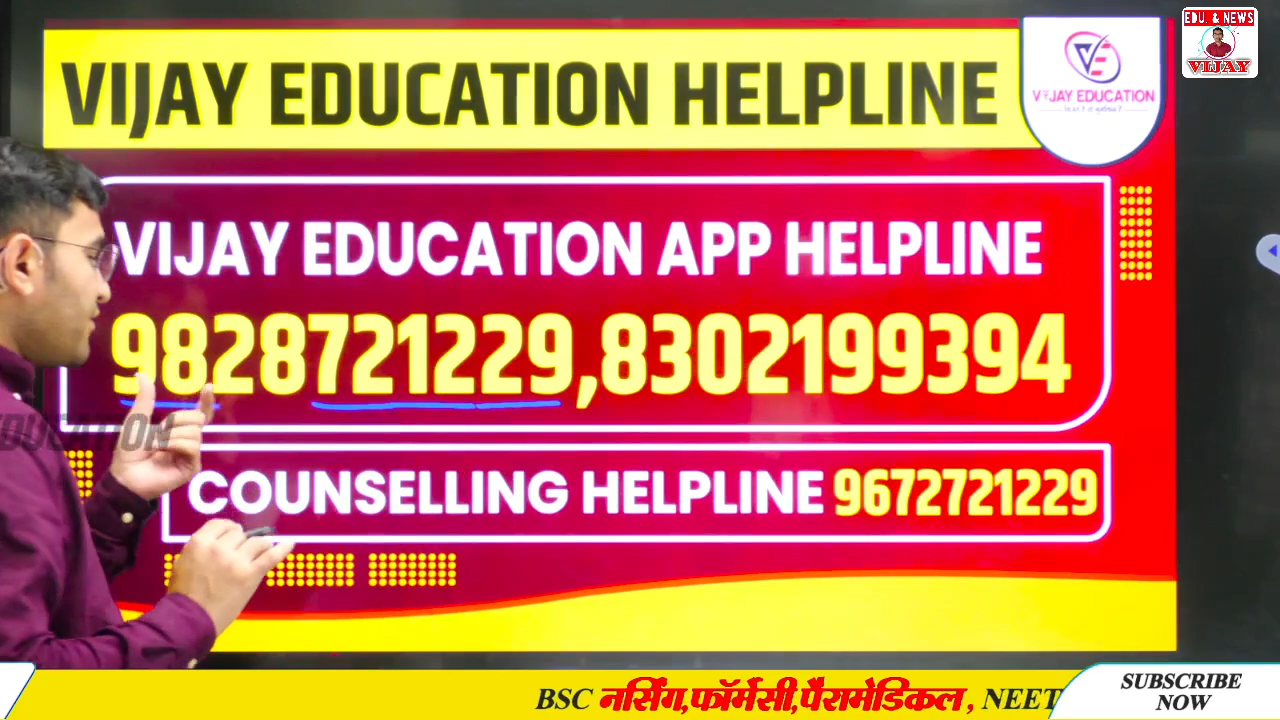 EDU. & NEWS
VIJAY
VIJAY EDUCATION HELPLINE
VIJAY EDUCATION
VIJAY EDUCATION APP HELPLINE
9828721229,8302199394
EDUCATION
COUNSELLING HELPLINE 9672721229
BSC नर्सिंग,फॉर्मेसी,पैरामेडिकल , NEET
SUBSCRIBE
NOW